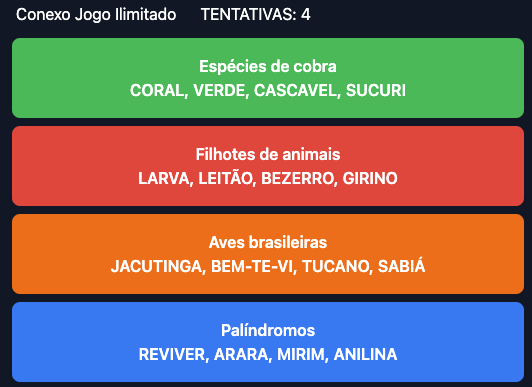 Conexo Jogo Ilimitado TENTATIVAS: 4
Espécies de cobra
CORAL, VERDE, CASCAVEL, SUCURI
Filhotes de animais
LARVA, LEITÃO, BEZERRO, GIRINO
Aves brasileiras
JACUTINGA, BEM-TE-VI, TUCANO, SABIÁ
Palíndromos
REVIVER, ARARA, MIRIM, ANILINA